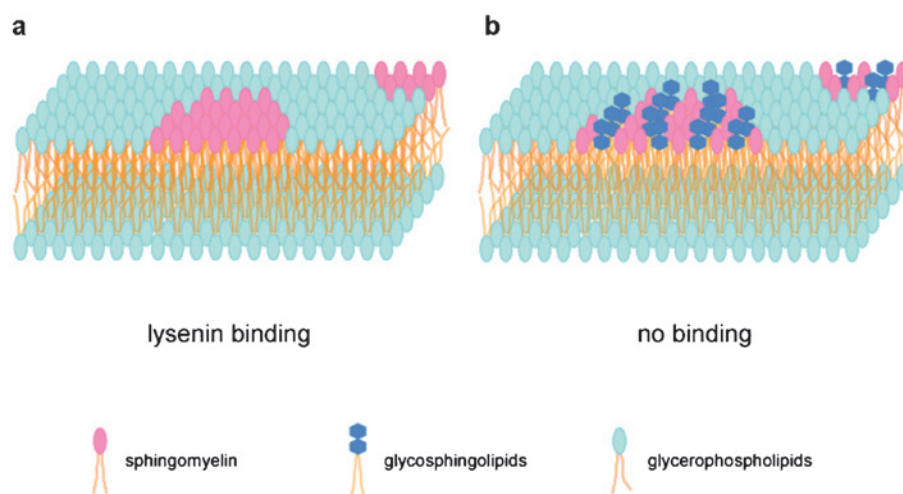 a
b
lysenin binding
no binding
sphingomyelin
glycosphingolipids
glycerophospholipids